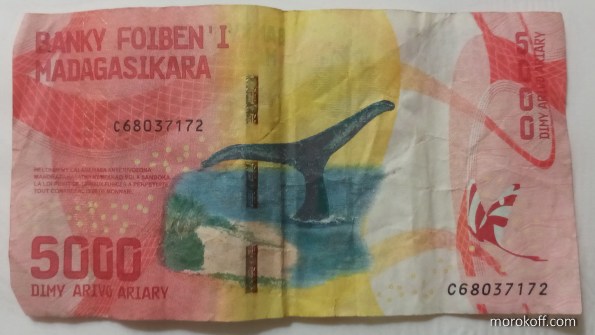 BANKY FOIBEN'I
MADAGASIKARA
5000
DIMY ARIVO ARIARY
C68037172
5000
DIMY ARIVO ARIARY
C68037172
morokoff.com